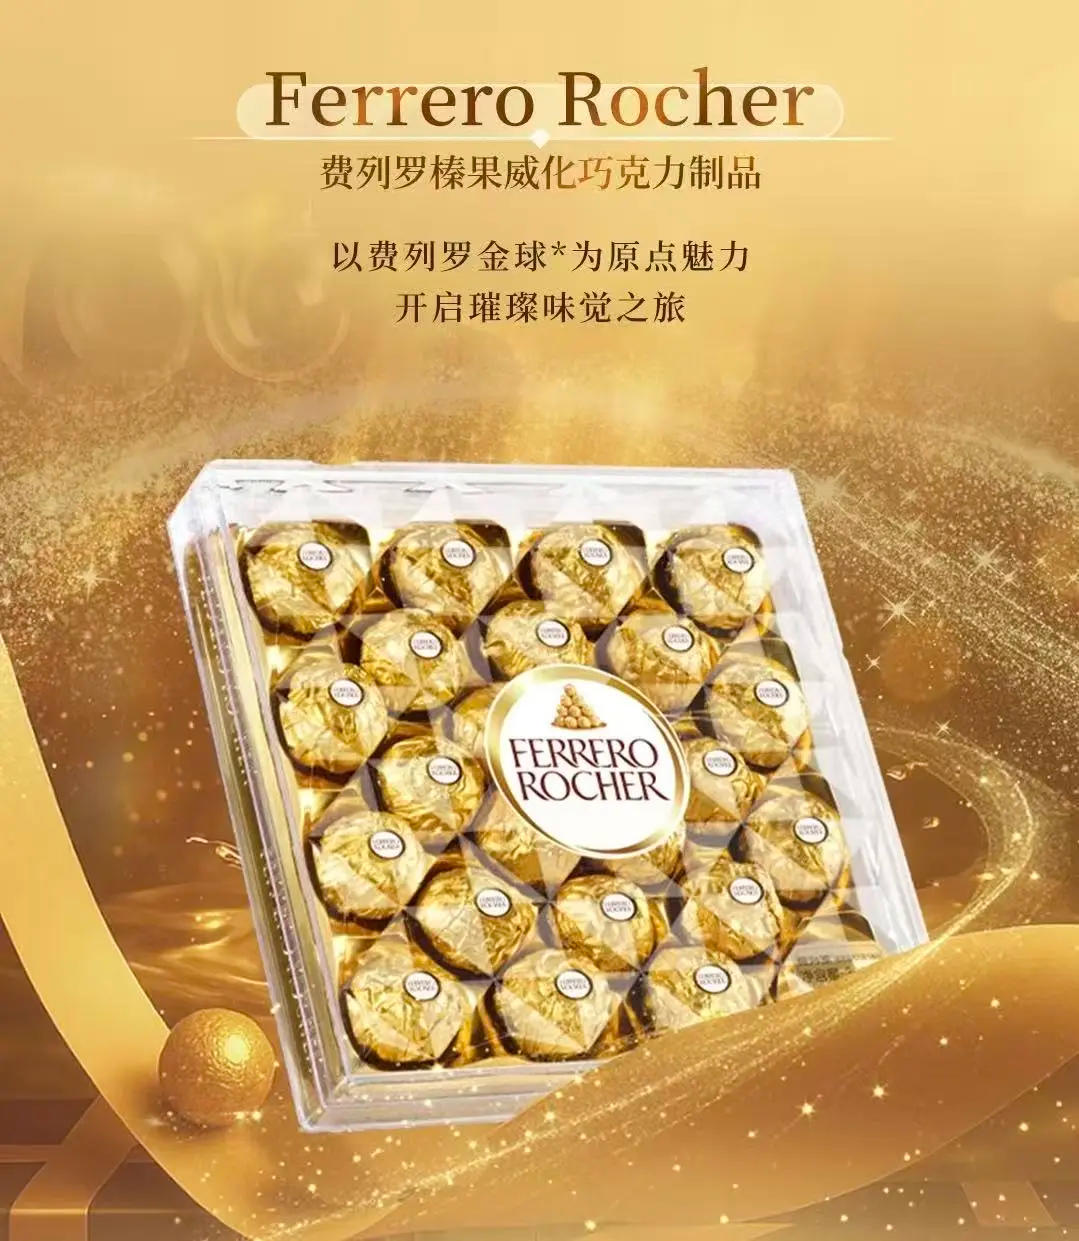 Ferrero Rocher
费列罗榛果威化巧克力制品
以费列罗金球*为原点魅力
开启璀璨味觉之旅
FERRERO
ROCHER